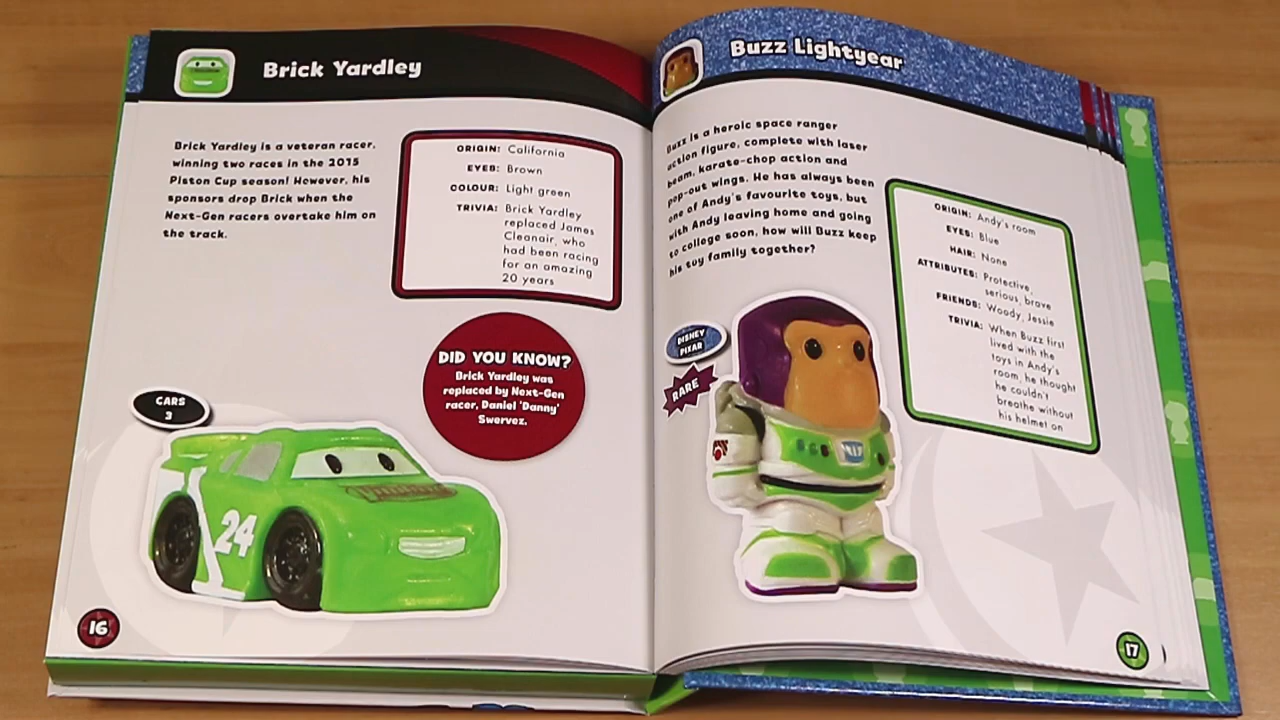 Brick Yardley
Brick Yardley is a veteran racer,
winning two races in the 2015
Piston Cup season! However, his
sponsors drop Brick when the
Next-Gen racers overtake him on
the track.
ORIGIN: California
EYES: Brown
COLOUR: Light green
TRIVIA: Brick Yardley
replaced James
Cleanair, who
had been racing
for an amazing
20 years
DID YOU KNOW?
Brick Yardley was
replaced by Next-Gen
racer, Daniel 'Danny'
Swervez.
CARS
3
24
16
Buzz Lightyear
Buzz is a heroic space ranger
action figure, complete with laser
beam, karate-chop action and
pop-out wings. He has always been
one of Andy's favourite toys, but
with Andy leaving home and going
to college soon, how will Buzz keep
his toy family together?
ORIGIN: Andy's room
EYES: Blue
HAIR: None
ATTRIBUTES: Protective,
serious, brave
FRIENDS: Woody, Jessie
TRIVIA: When Buzz first
lived with the
toys in Andy's
room, he thought
he couldn't
breathe without
his helmet on
DISNEY
PIXAR
RARE
17